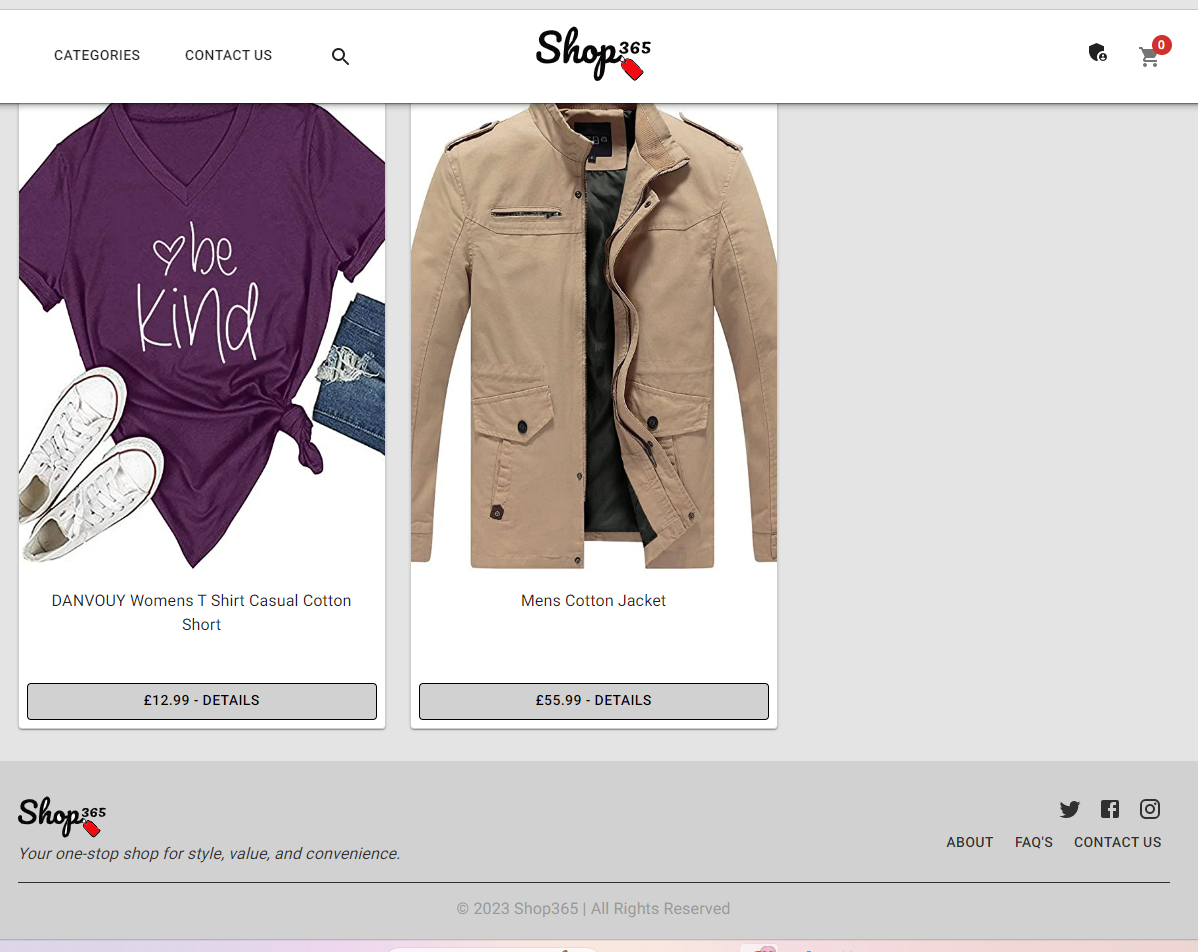 CATEGORIES
CONTACT US
Shop365
0
be
kind
DANVOUY Womens T Shirt Casual Cotton
Short
£12.99 - DETAILS
Mens Cotton Jacket
£55.99 - DETAILS
Shop365
Your one-stop shop for style, value, and convenience.
ABOUT
FAQ'S
CONTACT US
© 2023 Shop365 | All Rights Reserved